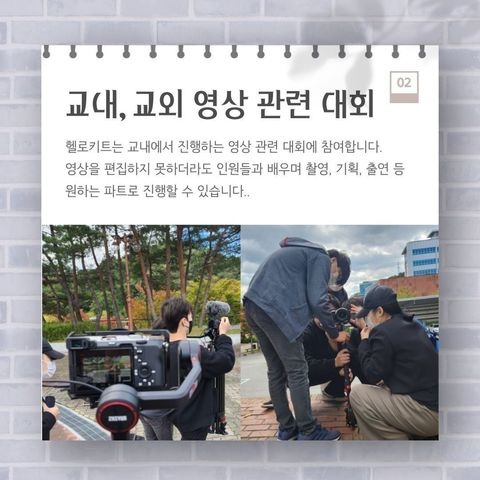 02
교내, 교외 영상 관련 대회
헬로키트는 교내에서 진행하는 영상 관련 대회에 참여합니다.
영상을 편집하지 못하더라도 인원들과 배우며 촬영, 기획, 출연 등
원하는 파트로 진행할 수 있습니다..